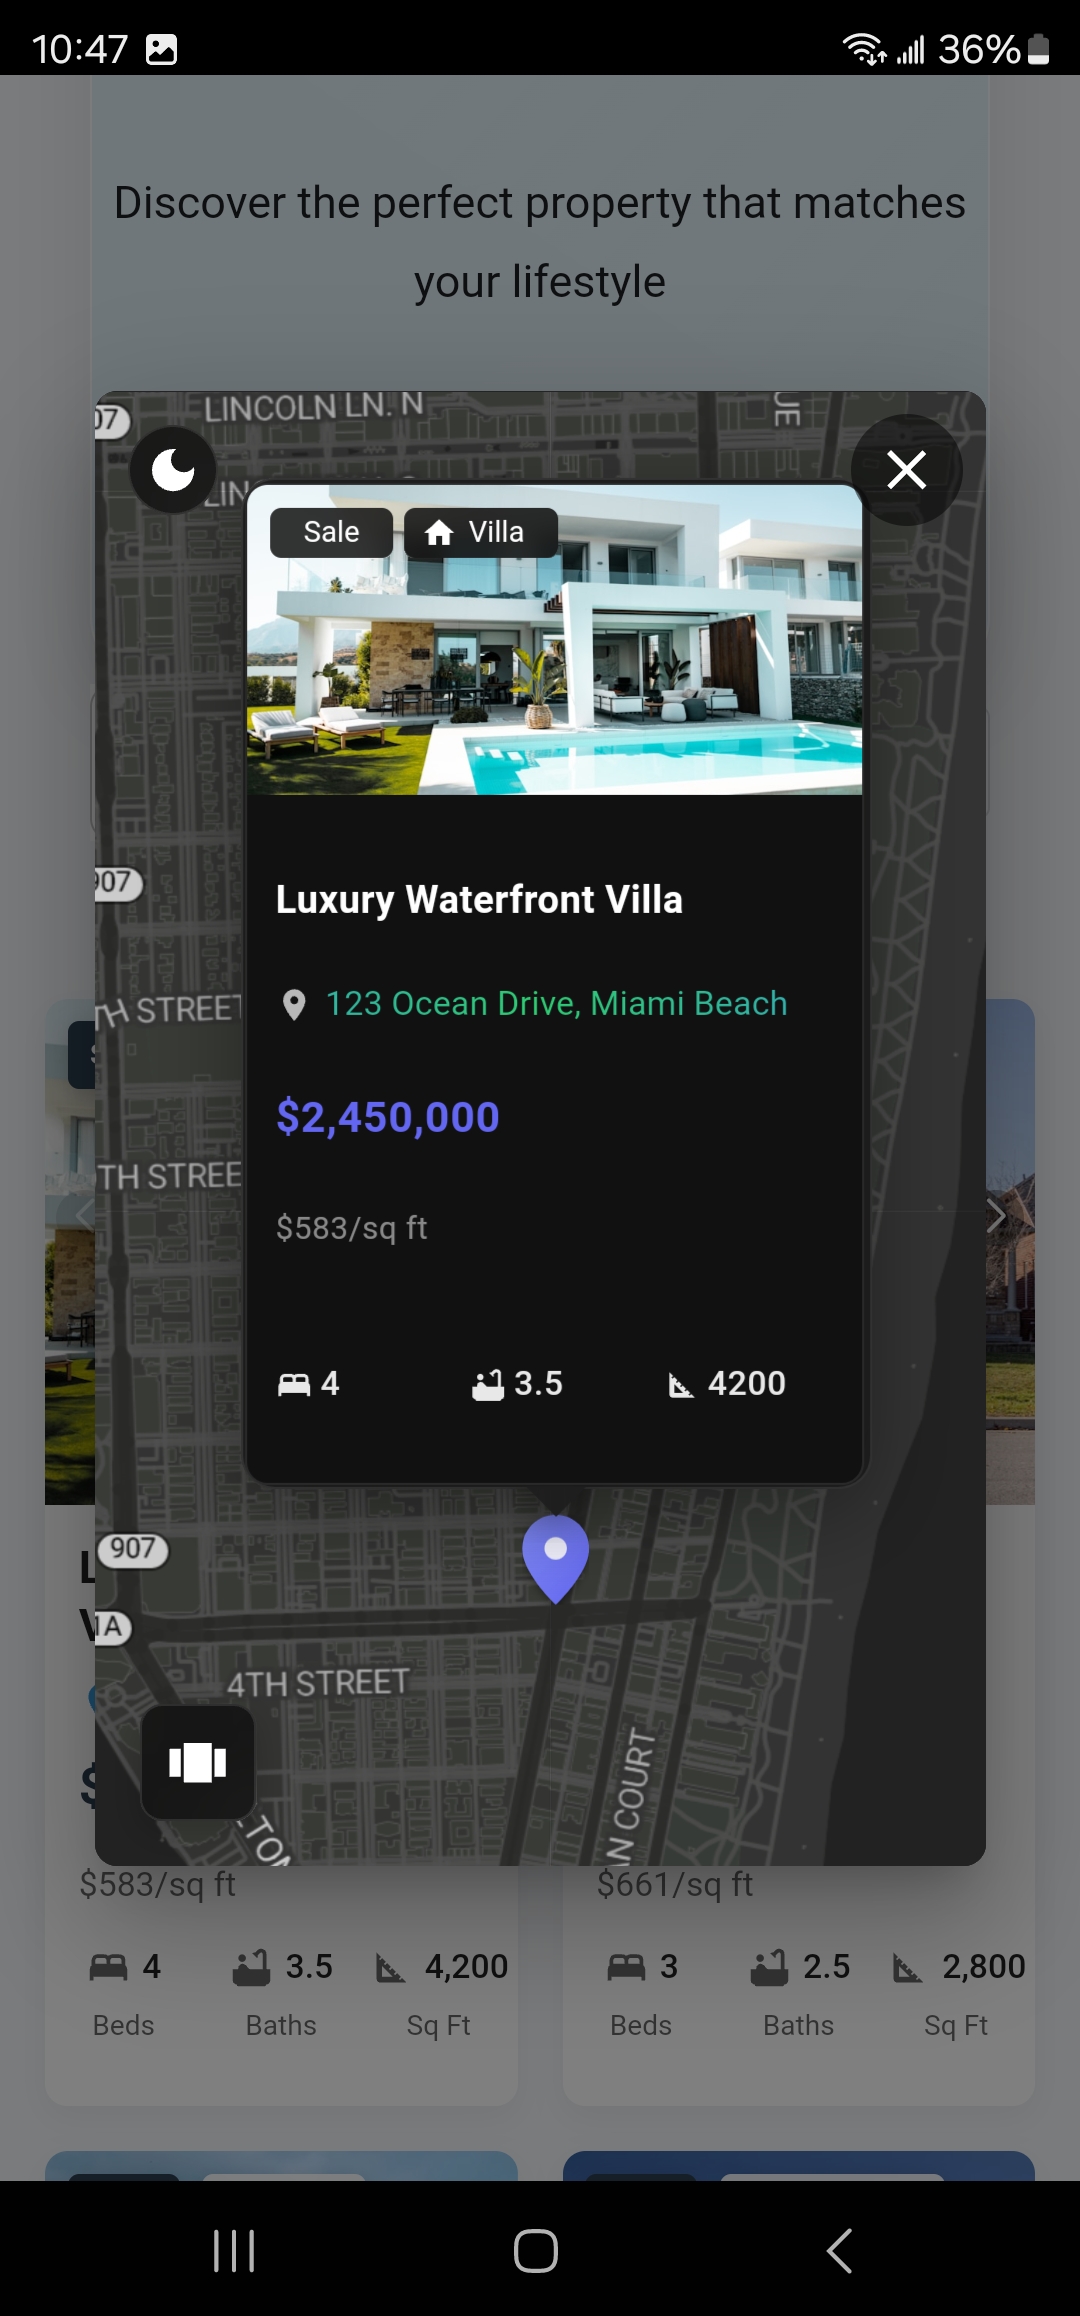 10:47
36%
Discover the perfect property that matches
your lifestyle
LINCOLN LN. N
Sale
Villa
907
Luxury Waterfront Villa
TH STREET
123 Ocean Drive, Miami Beach
$2,450,000
TH STREE
$583/sq ft
4
3.5
4200
907
1A
4TH STREET
N COURT
$583/sq ft
$661/sq ft
4
3.5
4,200
3
2.5
2,800
Beds
Baths
Sq Ft
Beds
Baths
Sq Ft